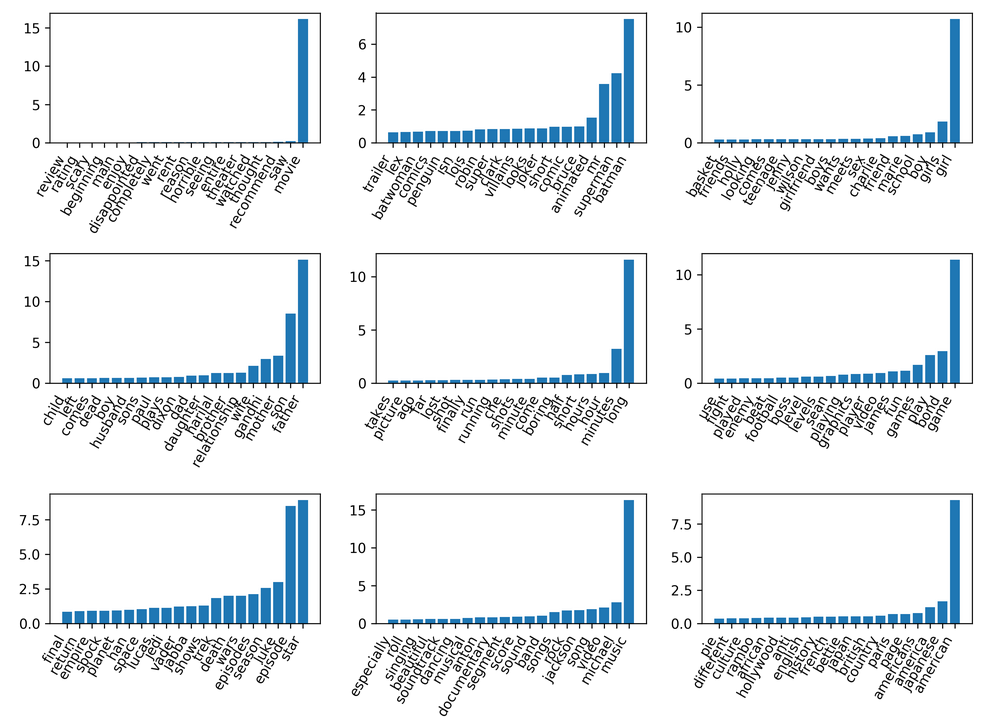 15
10
5
0
review
rating
scary
beginning
main
enjoy
disappointed
completely
went
rent
reason
horrible
seeing
entire
theater
watched
thought
recommend
saw
movie
6
4
2
0
trailer
lex
batwoman
comics
penguin
isn
lois
robin
super
clark
villains
looks
joker
short
comic
bruce
animated
mr
superman
batman
10
5
0
basket
friends
holly
looking
comes
teenage
jenny
wilson
girlfriend
boys
wants
meets
sex
charlie
friend
marie
school
boy
girls
girl
15
10
5
0
child
left
comes
dead
boy
husband
sons
paul
plays
dixon
dad
daughter
harilal
brother
relationship
wife
gandhi
mother
son
father
10
5
0
takes
picture
ago
far
lost
shot
finally
run
running
shots
minute
come
boring
half
short
hours
hour
minutes
long
10
5
0
use
fight
played
enemy
beat
football
boss
level
levels
sean
playing
graphics
player
video
james
fun
games
play
bond
game
7.5
5.0
2.5
0.0
final
return
empire
spock
planet
han
space
lucas
jedi
vader
abba
shows
trek
death
wars
episodes
season
luke
episode
star
15
10
5
0
especially
roll
singing
beautiful
soundtrack
dancing
musical
anton
documentary
segment
score
sound
band
songs
rock
jackson
song
video
michael
music
7.5
5.0
2.5
0.0
pie
different
culture
rambo
african
hollywood
anti
english
history
french
bettie
japan
british
country
paris
page
americans
america
japanese
american